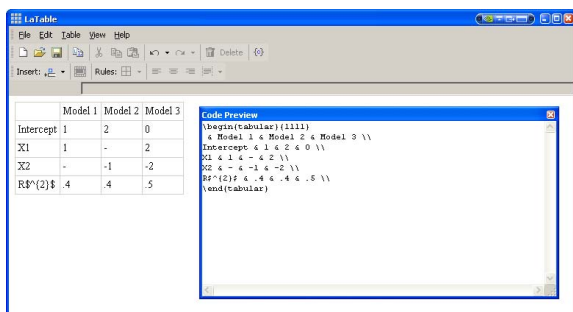 LaTable
File Edit Table View Help
Delete {o}
Insert: Rules:
Model 1 Model 2 Model 3
Intercept 1 2 0
X1 1 - 2
X2 - -1 -2
R$^{2}$ .4 .4 .5
Code Preview
\begin{tabular}{llll}
& Model 1 & Model 2 & Model 3 \\
Intercept & 1 & 2 & 0 \\
X1 & 1 & - & 2 \\
X2 & - & -1 & -2 \\
R$^{2}$ & .4 & .4 & .5 \\
\end{tabular}